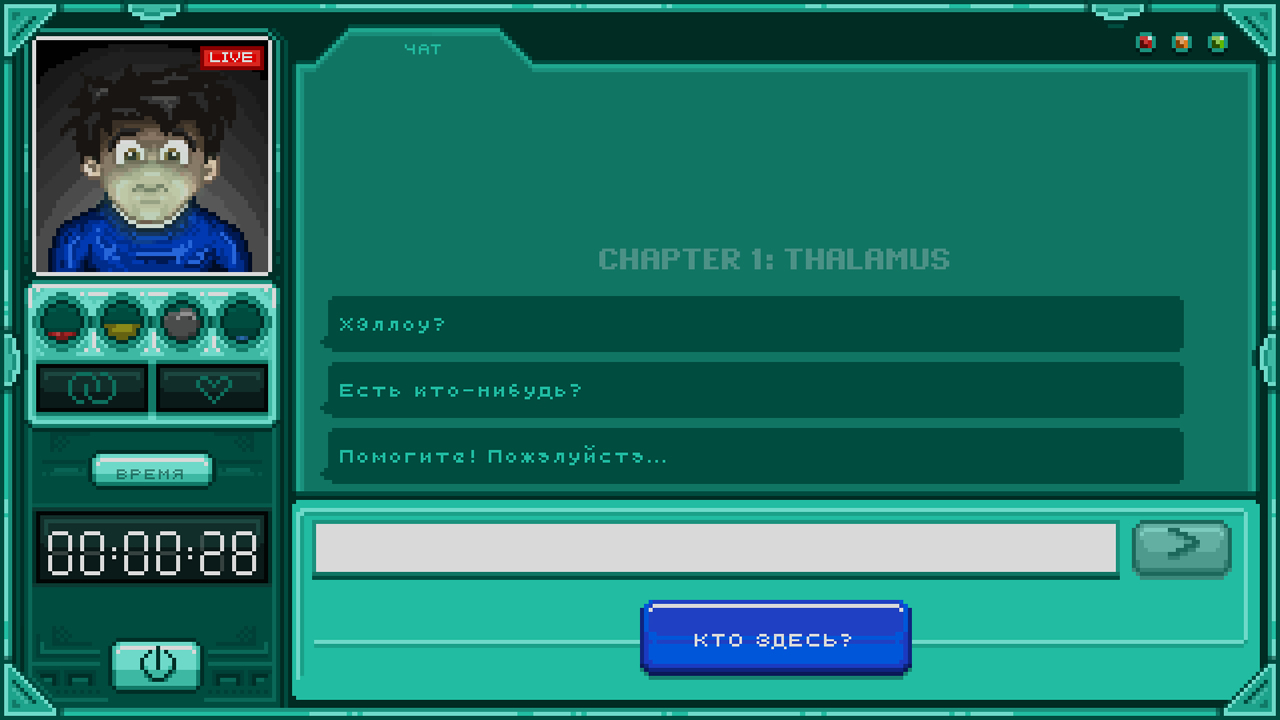 LIVE
ЧАТ
CHAPTER 1: THALAMUS
Хэллоу?
Есть кто-нибудь?
Помогите! Пожалуйста...
ВРЕМЯ
00:00:28
>
КТО ЗДЕСЬ?